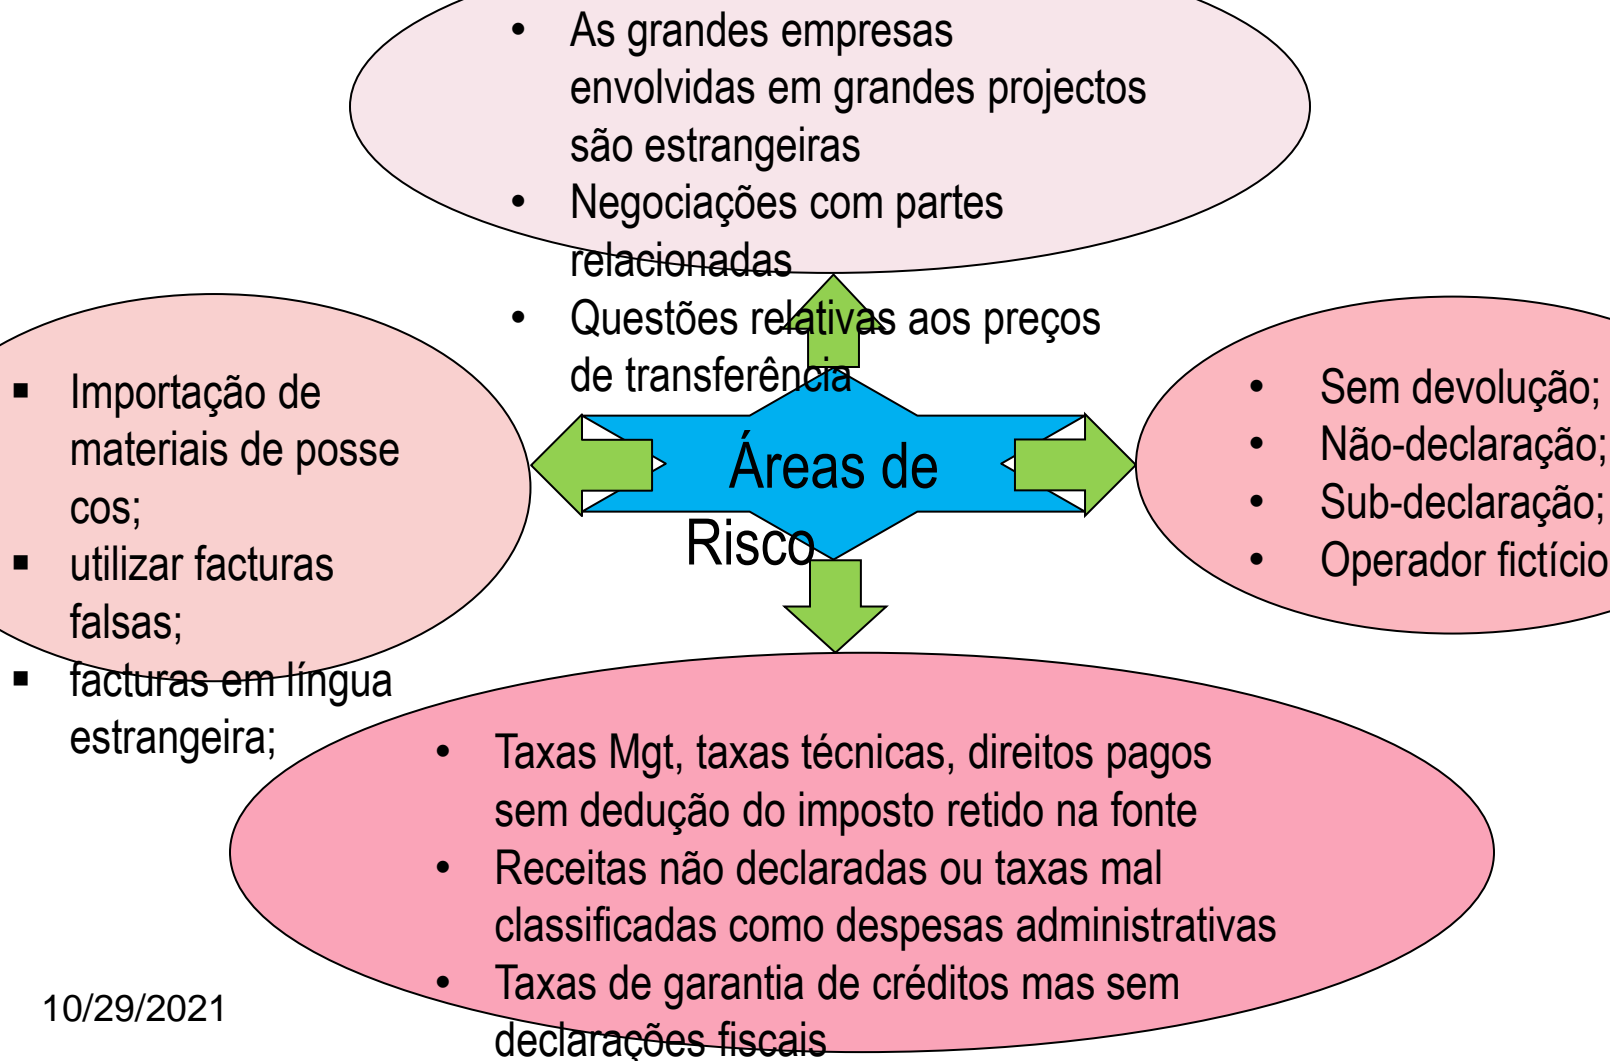 • As grandes empresas
envolvidas em grandes projectos
são estrangeiras
• Negociações com partes
relacionadas
• Questões relativas aos preços
de transferência
▪ Importação de
materiais de posse
cos;
▪ utilizar facturas
falsas;
▪ facturas em língua
estrangeira;
Áreas de
Risco
• Sem devolução;
• Não-declaração;
• Sub-declaração;
• Operador fictício
• Taxas Mgt, taxas técnicas, direitos pagos
sem dedução do imposto retido na fonte
• Receitas não declaradas ou taxas mal
classificadas como despesas administrativas
• Taxas de garantia de créditos mas sem
declarações fiscais
10/29/2021